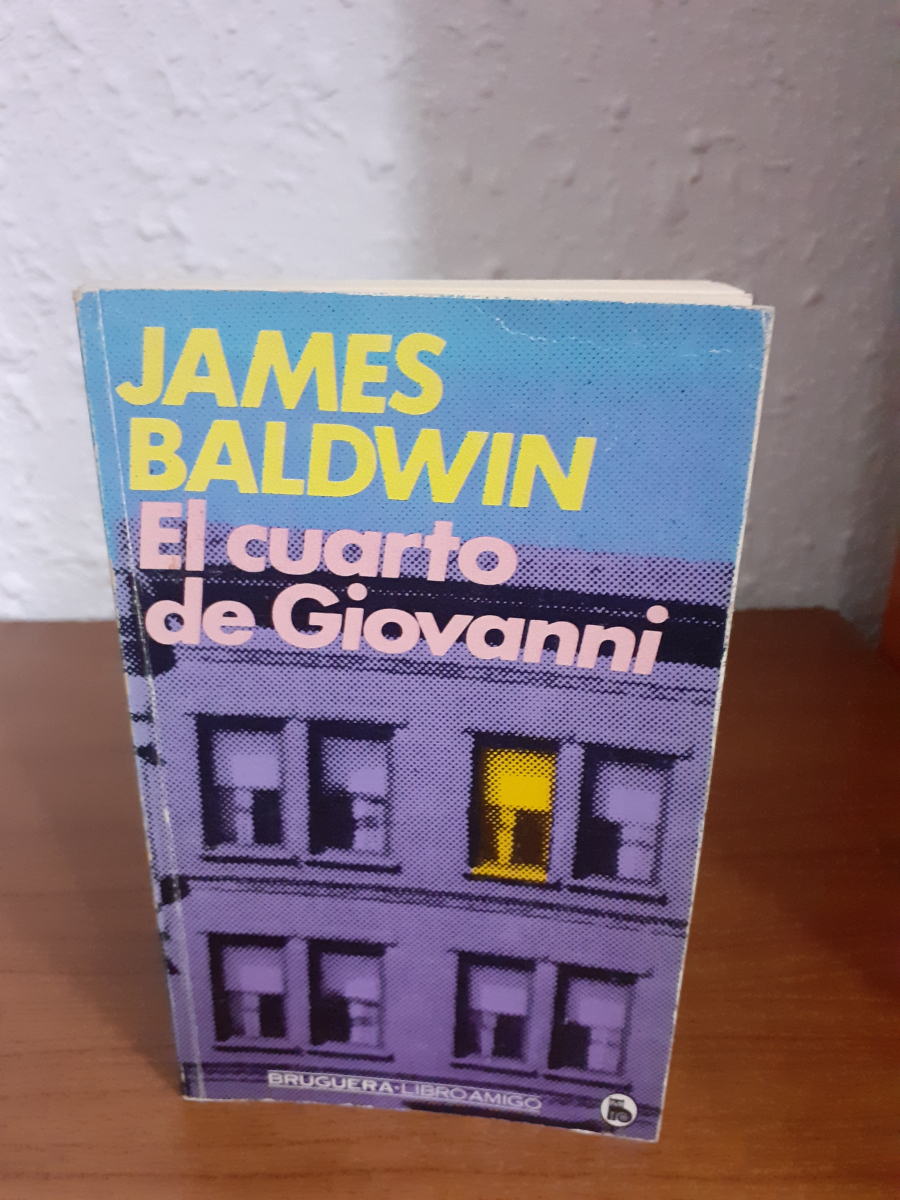 JAMES
BALDWIN
El cuarto
de Giovanni
BRUGUERA·LIBRO AMIGO